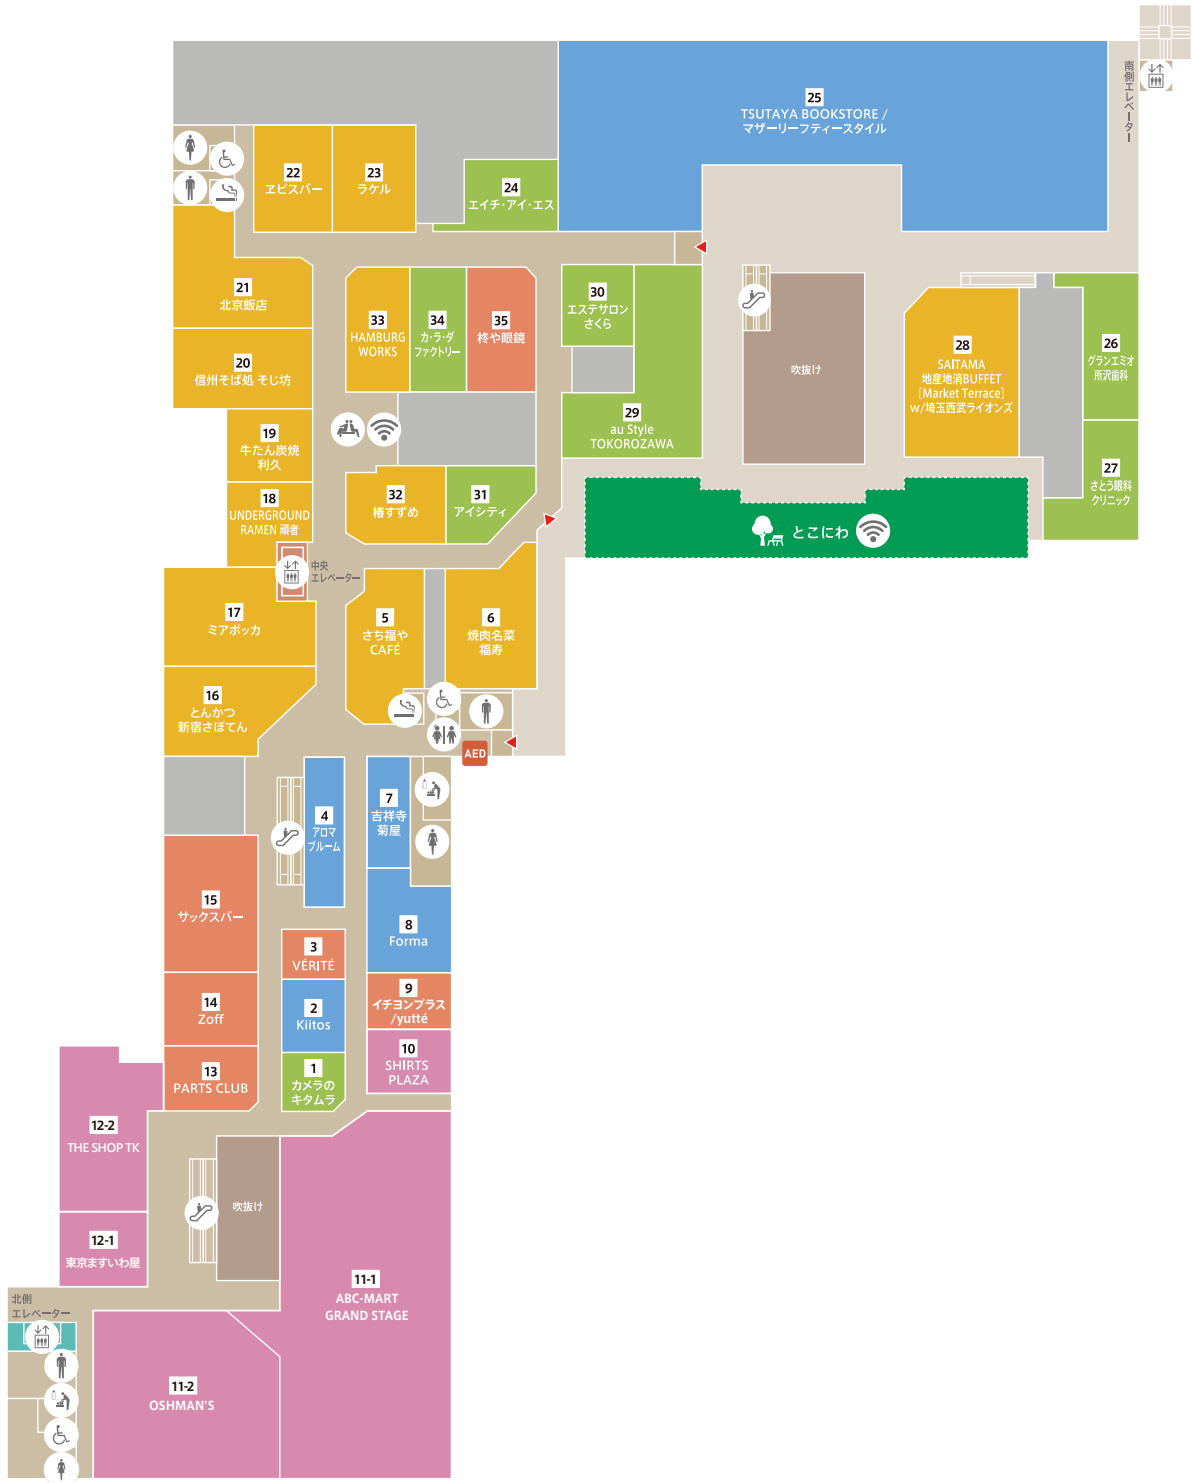 南側エレベーター
25
TSUTAYA BOOKSTORE /
マザーリーフティースタイル
22
ヱビスバー
23
ラケル
24
エイチ・アイ・エス
21
北京飯店
20
信州そば処 そじ坊
19
牛たん炭焼
利久
18
UNDERGROUND
RAMEN 頑者
33
HAMBURG
WORKS
34
カ・ラ・ダ
ファクトリー
35
柊や眼鏡
30
エステサロン
さくら
29
au Style
TOKOROZAWA
吹抜け
28
SAITAMA
地産地消BUFFET
[Market Terrace]
w/埼玉西武ライオンズ
26
グランエミオ
所沢歯科
27
さとう眼科
クリニック
32
椿すずめ
31
アイシティ
とこにわ
中央
エレベーター
17
ミアボッカ
16
とんかつ
新宿さぼてん
5
さち福や
CAFÉ
6
焼肉名菜
福寿
AED
4
アロマ
ブルーム
7
吉祥寺
菊屋
15
サックスバー
8
Forma
3
VÉRITÉ
14
Zoff
2
Kiitos
9
イチヨンプラス
/yutté
13
PARTS CLUB
1
カメラの
キタムラ
10
SHIRTS
PLAZA
12-2
THE SHOP TK
吹抜け
12-1
東京ますいわ屋
11-1
ABC-MART
GRAND STAGE
北側
エレベーター
11-2
OSHMAN'S